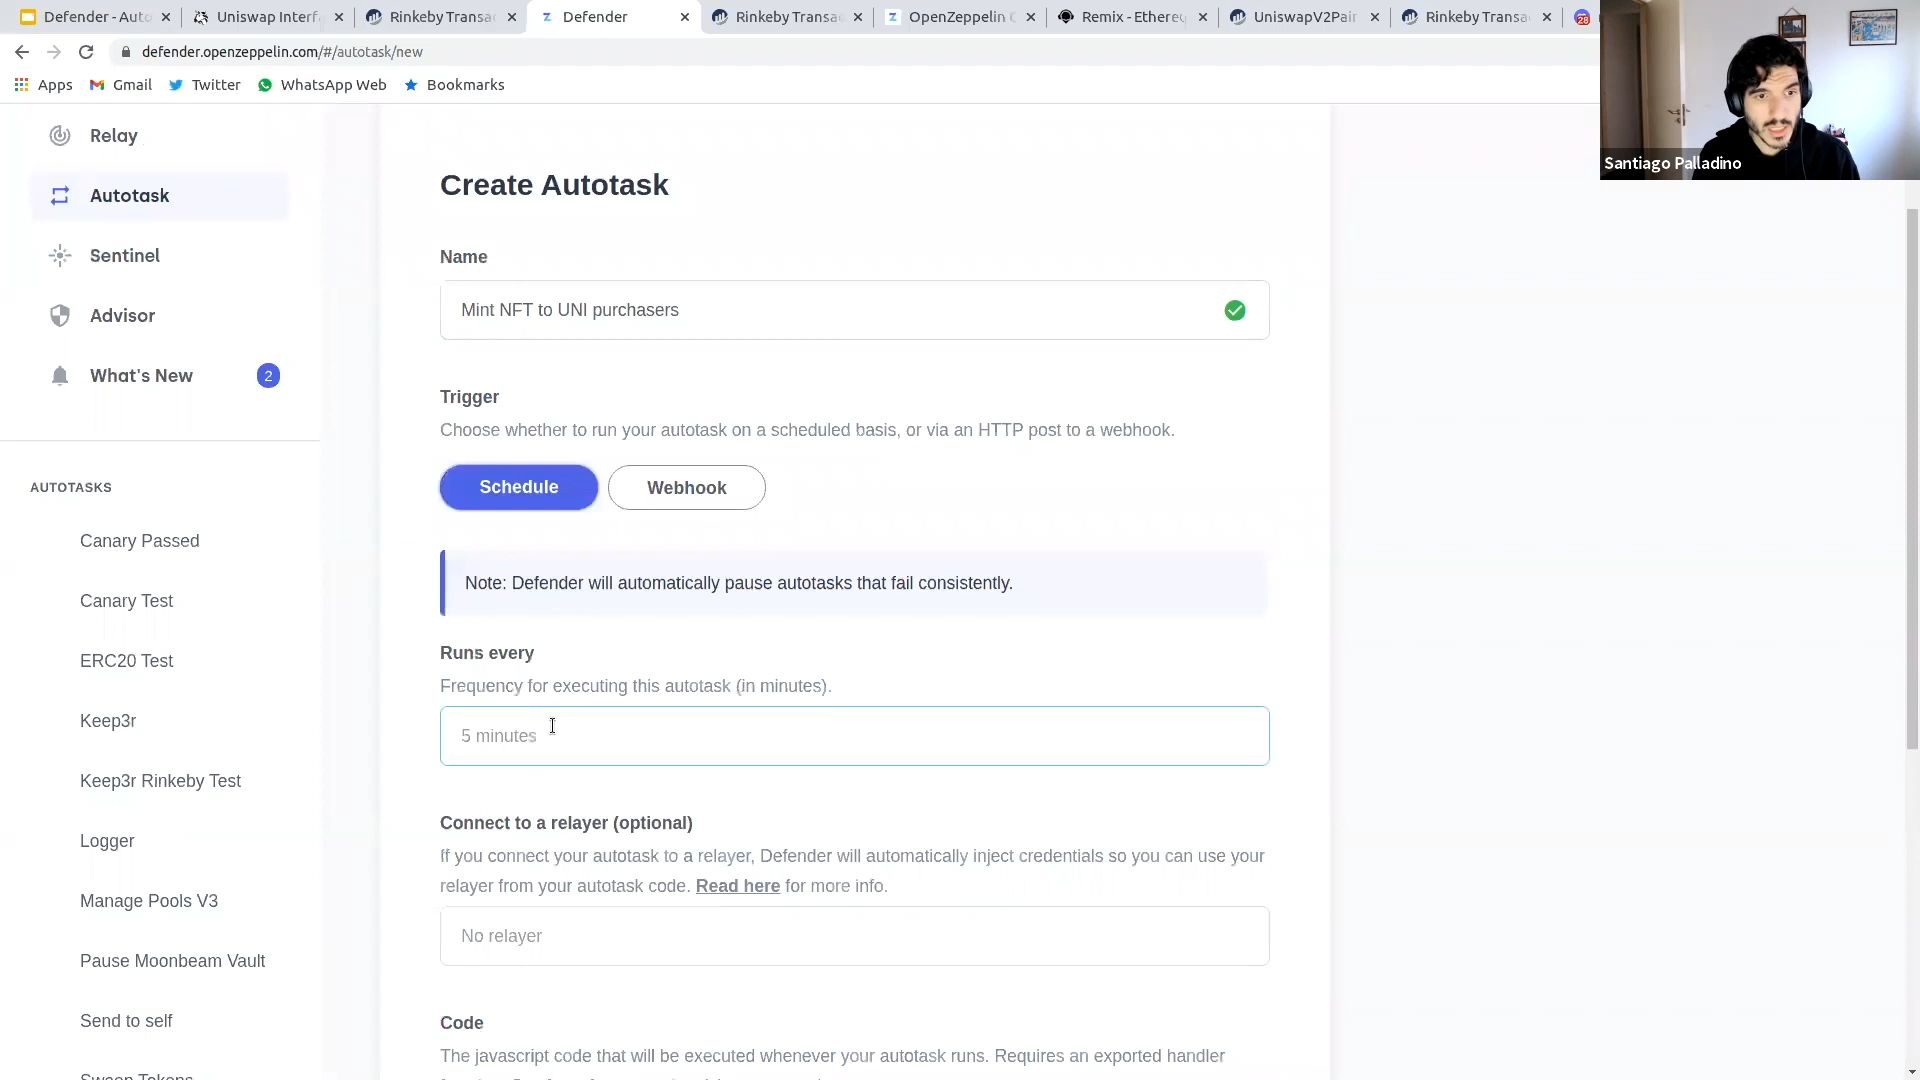 Defender - Auto
Uniswap Interf
Rinkeby Transa
Defender
Rinkeby Transa
OpenZeppelin
Remix - Ethere
UniswapV2Pair
Rinkeby Transa
28
defender.openzeppelin.com/#/autotask/new
Apps
Gmail
Twitter
WhatsApp Web
Bookmarks
Santiago Palladino
Relay
Autotask
Sentinel
Advisor
What's New
2
AUTOTASKS
Canary Passed
Canary Test
ERC20 Test
Keep3r
Keep3r Rinkeby Test
Logger
Manage Pools V3
Pause Moonbeam Vault
Send to self
Sweep Tokens
Create Autotask
Name
Mint NFT to UNI purchasers
Trigger
Choose whether to run your autotask on a scheduled basis, or via an HTTP post to a webhook.
Schedule
Webhook
Note: Defender will automatically pause autotasks that fail consistently.
Runs every
Frequency for executing this autotask (in minutes).
5 minutes
Connect to a relayer (optional)
If you connect your autotask to a relayer, Defender will automatically inject credentials so you can use your
relayer from your autotask code. Read here for more info.
No relayer
Code
The javascript code that will be executed whenever your autotask runs. Requires an exported handler